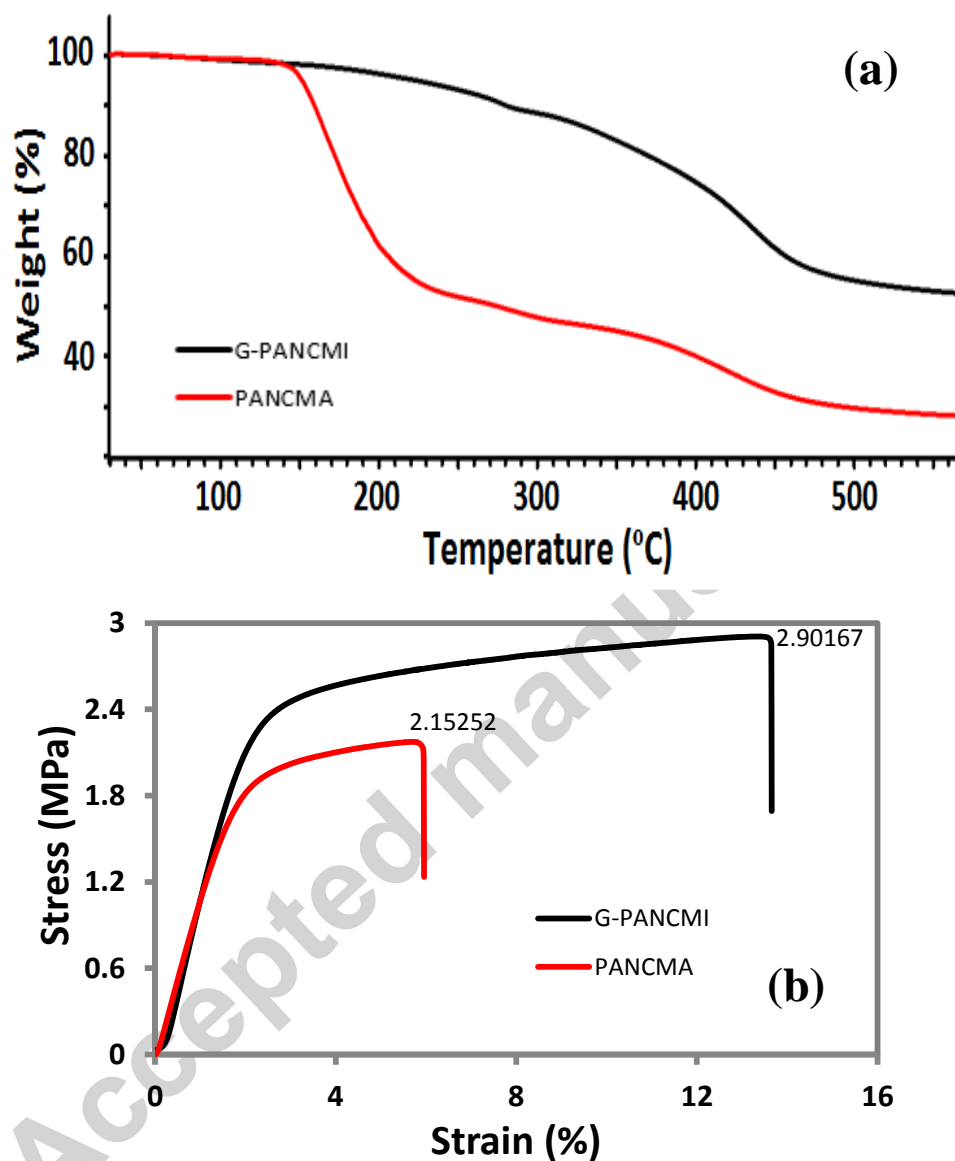 (a)
Weight (%)
100
80
60
40
G-PANCMI
PANCMA
100 200 300 400 500
Temperature (⁰C)
Accepted manus
Stress (MPa)
3
2.4
1.8
1.2
0.6
0
2.90167
2.15252
G-PANCMI
PANCMA
(b)
0 4 8 12 16
Strain (%)